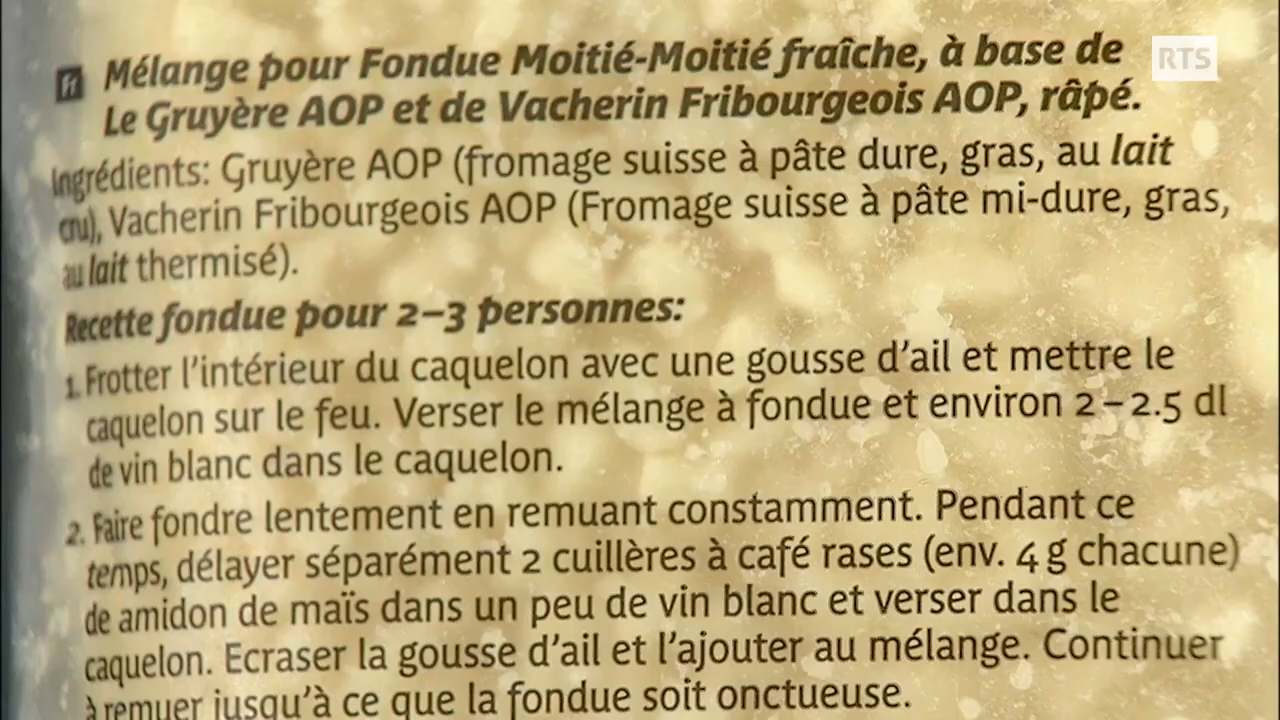 RTS
fr Mélange pour Fondue Moitié-Moitié fraîche, à base de
Le Gruyère AOP et de Vacherin Fribourgeois AOP, râpé.
Ingrédients: Gruyère AOP (fromage suisse à pâte dure, gras, au lait
cru), Vacherin Fribourgeois AOP (Fromage suisse à pâte mi-dure, gras,
au lait thermisé).
Recette fondue pour 2–3 personnes:
1. Frotter l'intérieur du caquelon avec une gousse d'ail et mettre le
caquelon sur le feu. Verser le mélange à fondue et environ 2–2.5 dl
de vin blanc dans le caquelon.
2. Faire fondre lentement en remuant constamment. Pendant ce
temps, délayer séparément 2 cuillères à café rases (env. 4 g chacune)
de amidon de maïs dans un peu de vin blanc et verser dans le
caquelon. Ecraser la gousse d'ail et l'ajouter au mélange. Continuer
à remuer jusqu'à ce que la fondue soit onctueuse.